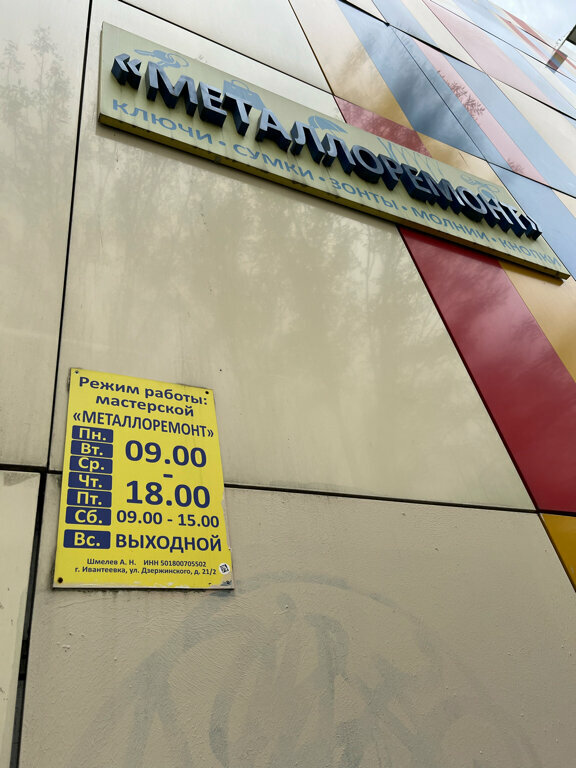 «МЕТАЛЛОРЕМОНТ»
КЛЮЧИ • СУМКИ • ЗОНТЫ • МОЛНИИ • КНОПКИ
Режим работы:
мастерской
«МЕТАЛЛОРЕМОНТ»
Пн.
Вт.
Ср.
Чт.
Пт.
09.00
-
18.00
Сб. 09.00 - 15.00
Вс. ВЫХОДНОЙ
Шмелев А. Н. ИНН 501800705502
г. Ивантеевка, ул. Дзержинского, д. 21/2